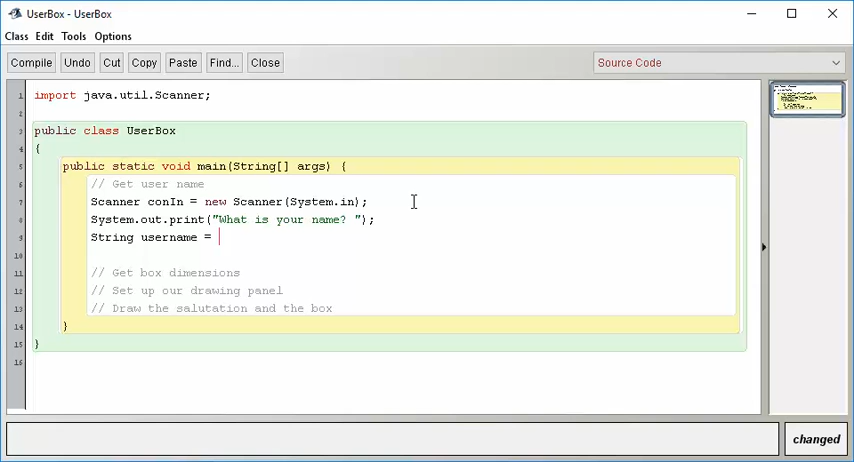 UserBox - UserBox
Class Edit Tools Options
Compile Undo Cut Copy Paste Find... Close Source Code
1 import java.util.Scanner;
2
3 public class UserBox
4 {
5 public static void main(String[] args) {
6 // Get user name
7 Scanner conIn = new Scanner(System.in);
8 System.out.print("What is your name? ");
9 String username =
10
11 // Get box dimensions
12 // Set up our drawing panel
13 // Draw the salutation and the box
14 }
15 }
16
changed